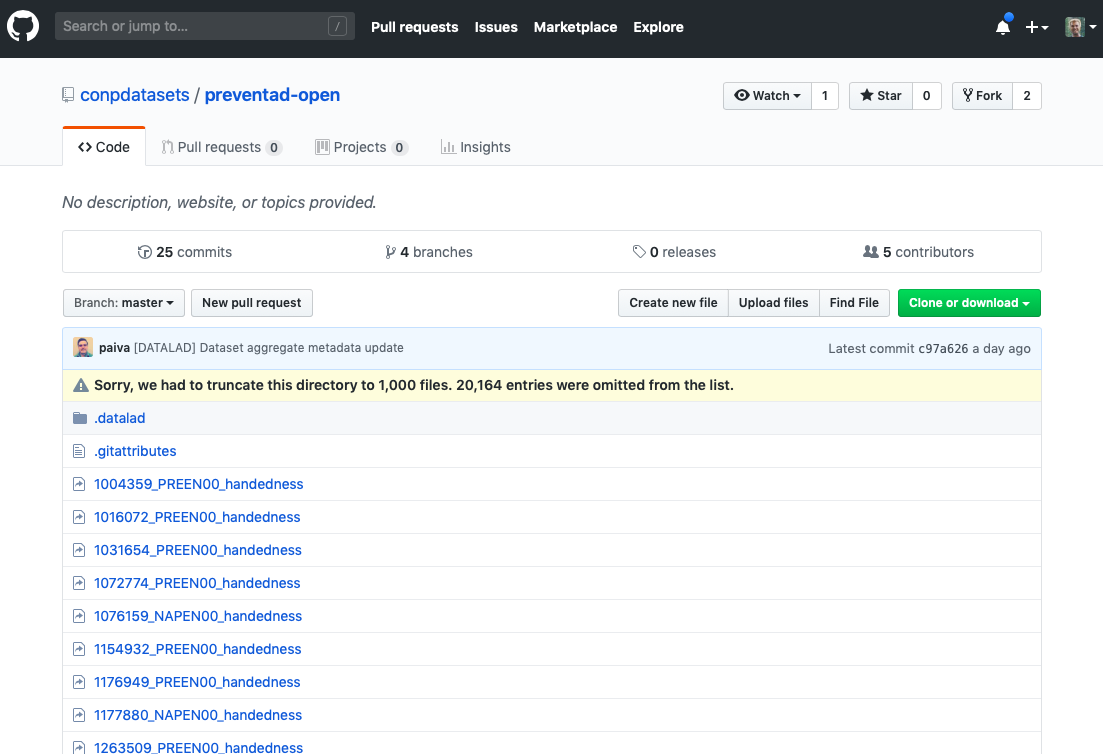 Search or jump to... / Pull requests Issues Marketplace Explore
conpdatasets / preventad-open Watch 1 Star 0 Fork 2
Code Pull requests 0 Projects 0 Insights
No description, website, or topics provided.
25 commits 4 branches 0 releases 5 contributors
Branch: master New pull request Create new file Upload files Find File Clone or download
paiva [DATALAD] Dataset aggregate metadata update Latest commit c97a626 a day ago
Sorry, we had to truncate this directory to 1,000 files. 20,164 entries were omitted from the list.
.datalad
.gitattributes
1004359_PREEN00_handedness
1016072_PREEN00_handedness
1031654_PREEN00_handedness
1072774_PREEN00_handedness
1076159_NAPEN00_handedness
1154932_PREEN00_handedness
1176949_PREEN00_handedness
1177880_NAPEN00_handedness
1263509_PREEN00_handedness